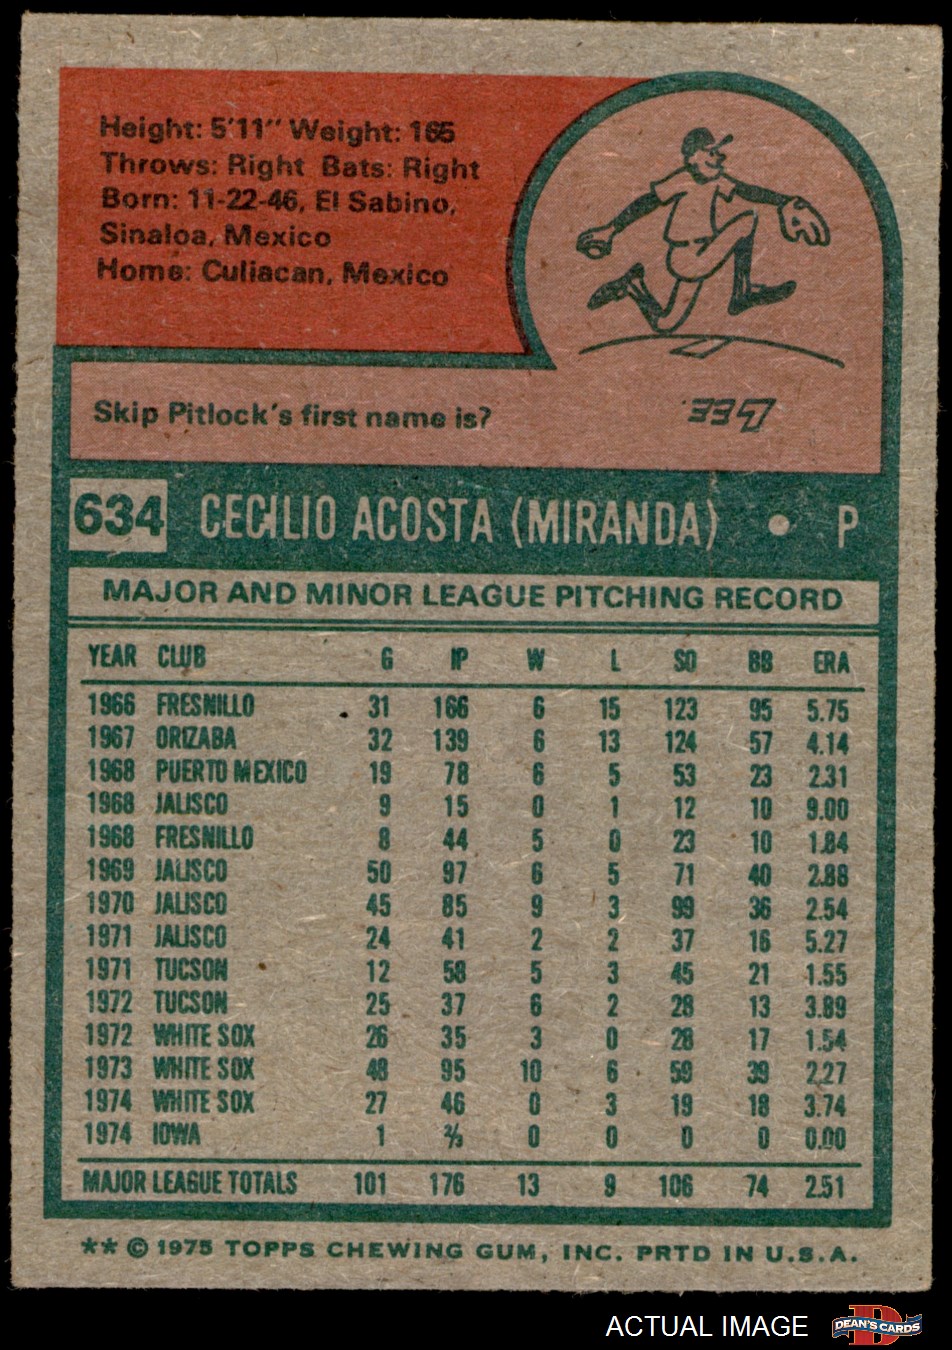 Height: 5'11" Weight: 165
Throws: Right Bats: Right
Born: 11-22-46, El Sabino,
Sinaloa, Mexico
Home: Culiacan, Mexico
Skip Pitlock's first name is?
LEE.
634 CECILIO ACOSTA (MIRANDA) • P
MAJOR AND MINOR LEAGUE PITCHING RECORD
YEAR CLUB G IP W L SO BB ERA
1966 FRESNILLO 31 166 6 15 123 95 5.75
1967 ORIZABA 32 139 6 13 124 57 4.14
1968 PUERTO MEXICO 19 78 6 5 53 23 2.31
1968 JALISCO 9 15 0 1 12 10 9.00
1968 FRESNILLO 8 44 5 0 23 10 1.84
1969 JALISCO 50 97 6 5 71 40 2.88
1970 JALISCO 45 85 9 3 99 36 2.54
1971 JALISCO 24 41 2 2 37 16 5.27
1971 TUCSON 12 58 5 3 45 21 1.55
1972 TUCSON 25 37 6 2 28 13 3.89
1972 WHITE SOX 26 35 3 0 28 17 1.54
1973 WHITE SOX 48 95 10 6 59 39 2.27
1974 WHITE SOX 27 46 0 3 19 18 3.74
1974 IOWA 1 ⅔ 0 0 0 0 0.00
MAJOR LEAGUE TOTALS 101 176 13 9 106 74 2.51
** © 1975 TOPPS CHEWING GUM, INC. PRTD IN U.S.A.
ACTUAL IMAGE
D
DEAN'S CARDS